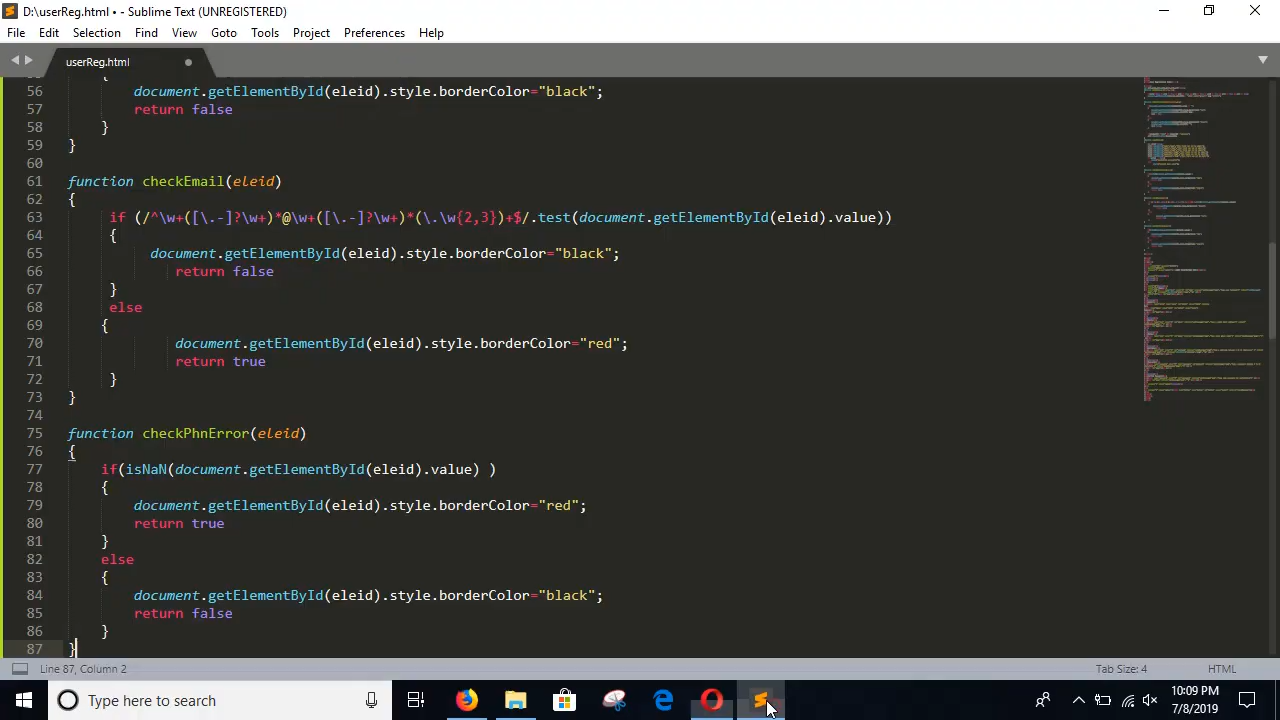 D:\userReg.html • - Sublime Text (UNREGISTERED)
File Edit Selection Find View Goto Tools Project Preferences Help
userReg.html
56 document.getElementById(eleid).style.borderColor="black";
57 return false
58 }
59 }
60
61 function checkEmail(eleid)
62 {
63 if (/^\w+([\.-]?\w+)*@\w+([\.-]?\w+)*(\.\w{2,3})+$/.test(document.getElementById(eleid).value))
64 {
65 document.getElementById(eleid).style.borderColor="black";
66 return false
67 }
68 else
69 {
70 document.getElementById(eleid).style.borderColor="red";
71 return true
72 }
73 }
74
75 function checkPhnError(eleid)
76 {
77 if(isNaN(document.getElementById(eleid).value) )
78 {
79 document.getElementById(eleid).style.borderColor="red";
80 return true
81 }
82 else
83 {
84 document.getElementById(eleid).style.borderColor="black";
85 return false
86 }
87 }
Line 87, Column 2 Tab Size: 4 HTML
Type here to search
10:09 PM
7/8/2019